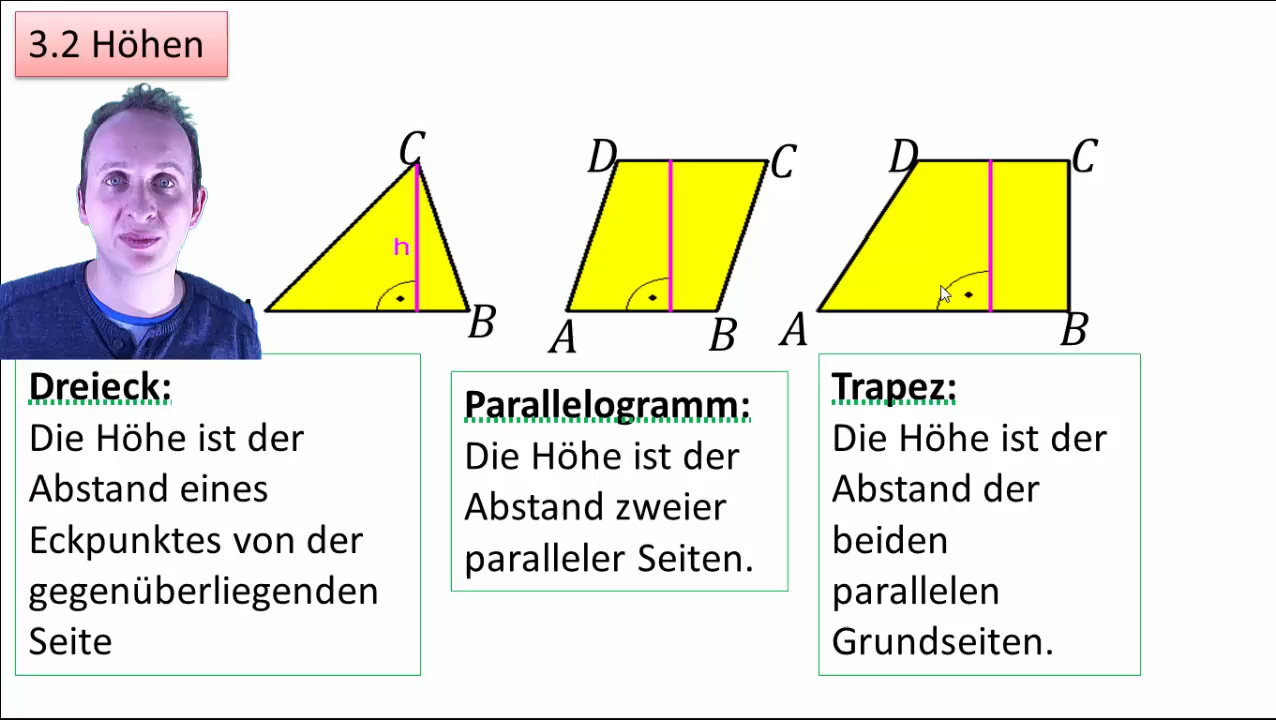 3.2 Höhen
C
h
B
D
C
A
B
D
C
A
B
Dreieck:
Die Höhe ist der
Abstand eines
Eckpunktes von der
gegenüberliegenden
Seite
Parallelogramm:
Die Höhe ist der
Abstand zweier
paralleler Seiten.
Trapez:
Die Höhe ist der
Abstand der
beiden
parallelen
Grundseiten.